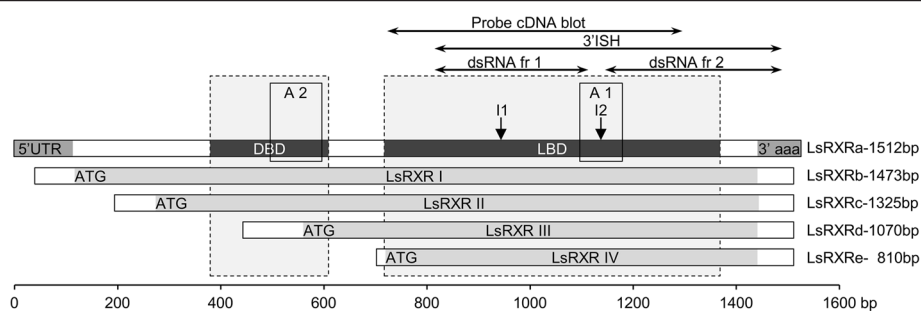 Probe cDNA blot
3'ISH
dsRNA fr 1 dsRNA fr 2
A 2 A 1
I1 I2
5'UTR DBD LBD 3' aaa LsRXRa-1512bp
ATG LsRXR I LsRXRb-1473bp
ATG LsRXR II LsRXRc-1325bp
ATG LsRXR III LsRXRd-1070bp
ATG LsRXR IV LsRXRe- 810bp
0 200 400 600 800 1000 1200 1400 1600 bp